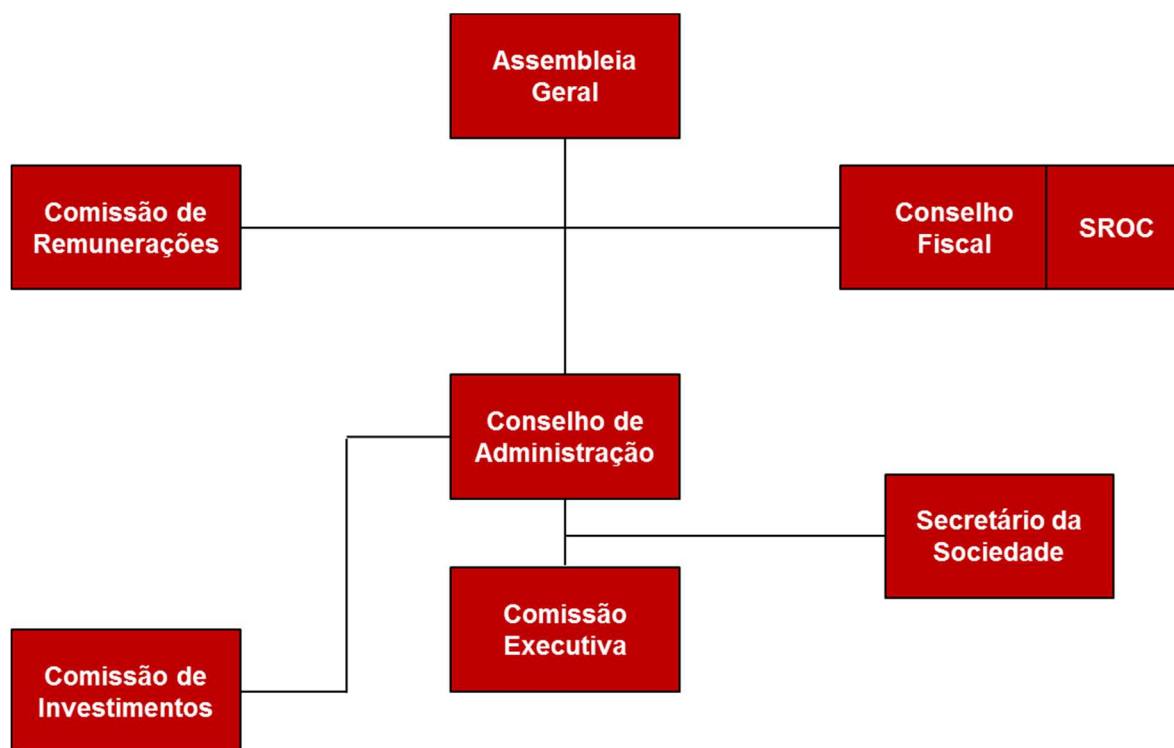 Assembleia
Geral
Comissão de
Remunerações
Conselho
Fiscal
SROC
Conselho de
Administração
Secretário da
Sociedade
Comissão
Executiva
Comissão de
Investimentos